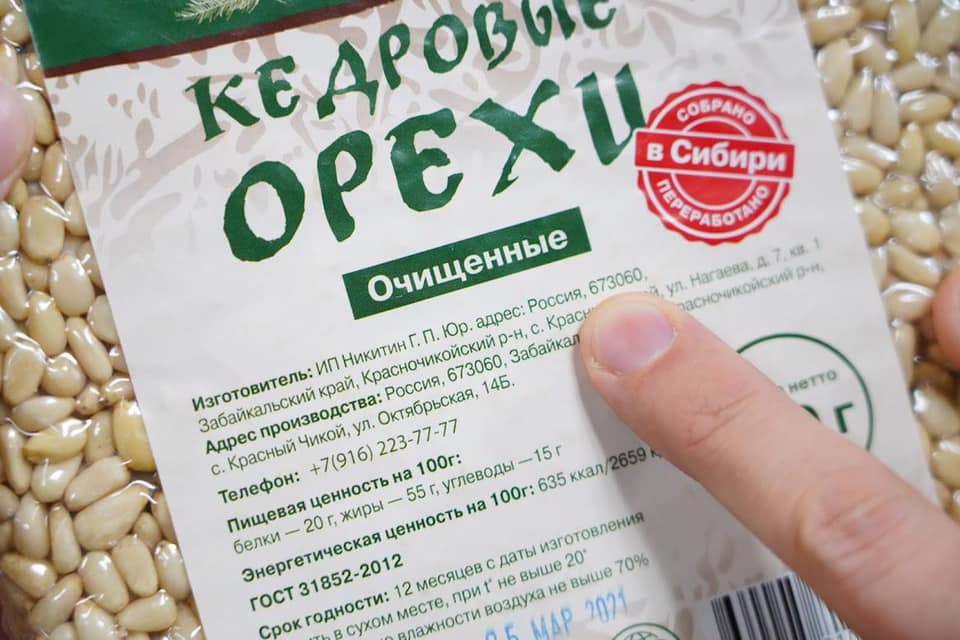 КЕДРОВЫЕ
ОРЕХИ
СОБРАНО
в Сибири
ПЕРЕРАБОТАНО
Очищенные
Изготовитель: ИП Никитин Г. П. Юр. адрес: Россия, 673060,
Забайкальский край, Красночикойский р-н, с. ул. Нагаева, д. 7, кв. 1
Адрес производства: Россия, 673060, р-н,
с. Красный Чикой, ул. Октябрьская, 14Б.
Телефон: +7(916) 223-77-77
Пищевая ценность на 100г:
белки — 20 г, жиры — 55 г, углеводы —15 г
Энергетическая ценность на 100г: 635 ккал/2659
ГОСТ 31852-2012
Срок годности: 12 месяцев с даты изготовления
в сухом месте, при t° не выше 20°
влажности воздуха не выше 70%
МАР 2021
нетто
г